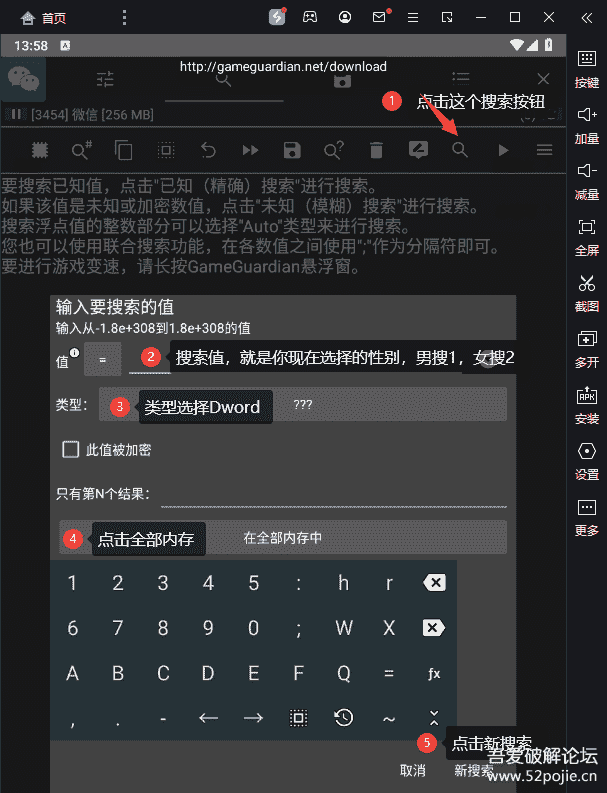 首页
13:58
http://gameguardian.net/download
1 点击这个搜索按钮
[3454] 微信 [256 MB]
要搜索已知值，点击"已知（精确）搜索"进行搜索。
如果该值是未知或加密数值，点击"未知（模糊）搜索"进行搜索。
搜索浮点值的整数部分可以选择"Auto"类型来进行搜索。
您也可以使用联合搜索功能，在各数值之间使用";"作为分隔符即可。
要进行游戏变速，请长按GameGuardian悬浮窗。
输入要搜索的值
输入从-1.8e+308到1.8e+308的值
值 = 2 搜索值，就是你现在选择的性别，男搜1，女搜2
类型： 3 类型选择Dword ???
此值被加密
只有第N个结果：
4 点击全部内存 在全部内存中
1 2 3 4 5 : h r
6 7 8 9 0 ; W X
A B C D E F Q = fx
, . - ← → ~
5 点击新搜索
取消 新搜索
按键
加量
减量
全屏
截图
多开
APK
安装
设置
更多
吾爱破解论坛
www.52pojie.cn